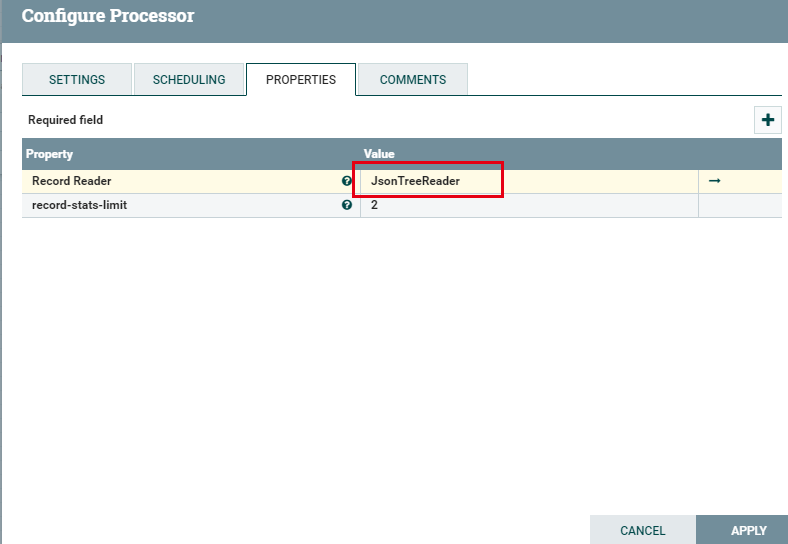 Configure Processor
SETTINGS SCHEDULING PROPERTIES COMMENTS
Required field
Property Value
Record Reader JsonTreeReader
record-stats-limit 2
CANCEL APPLY